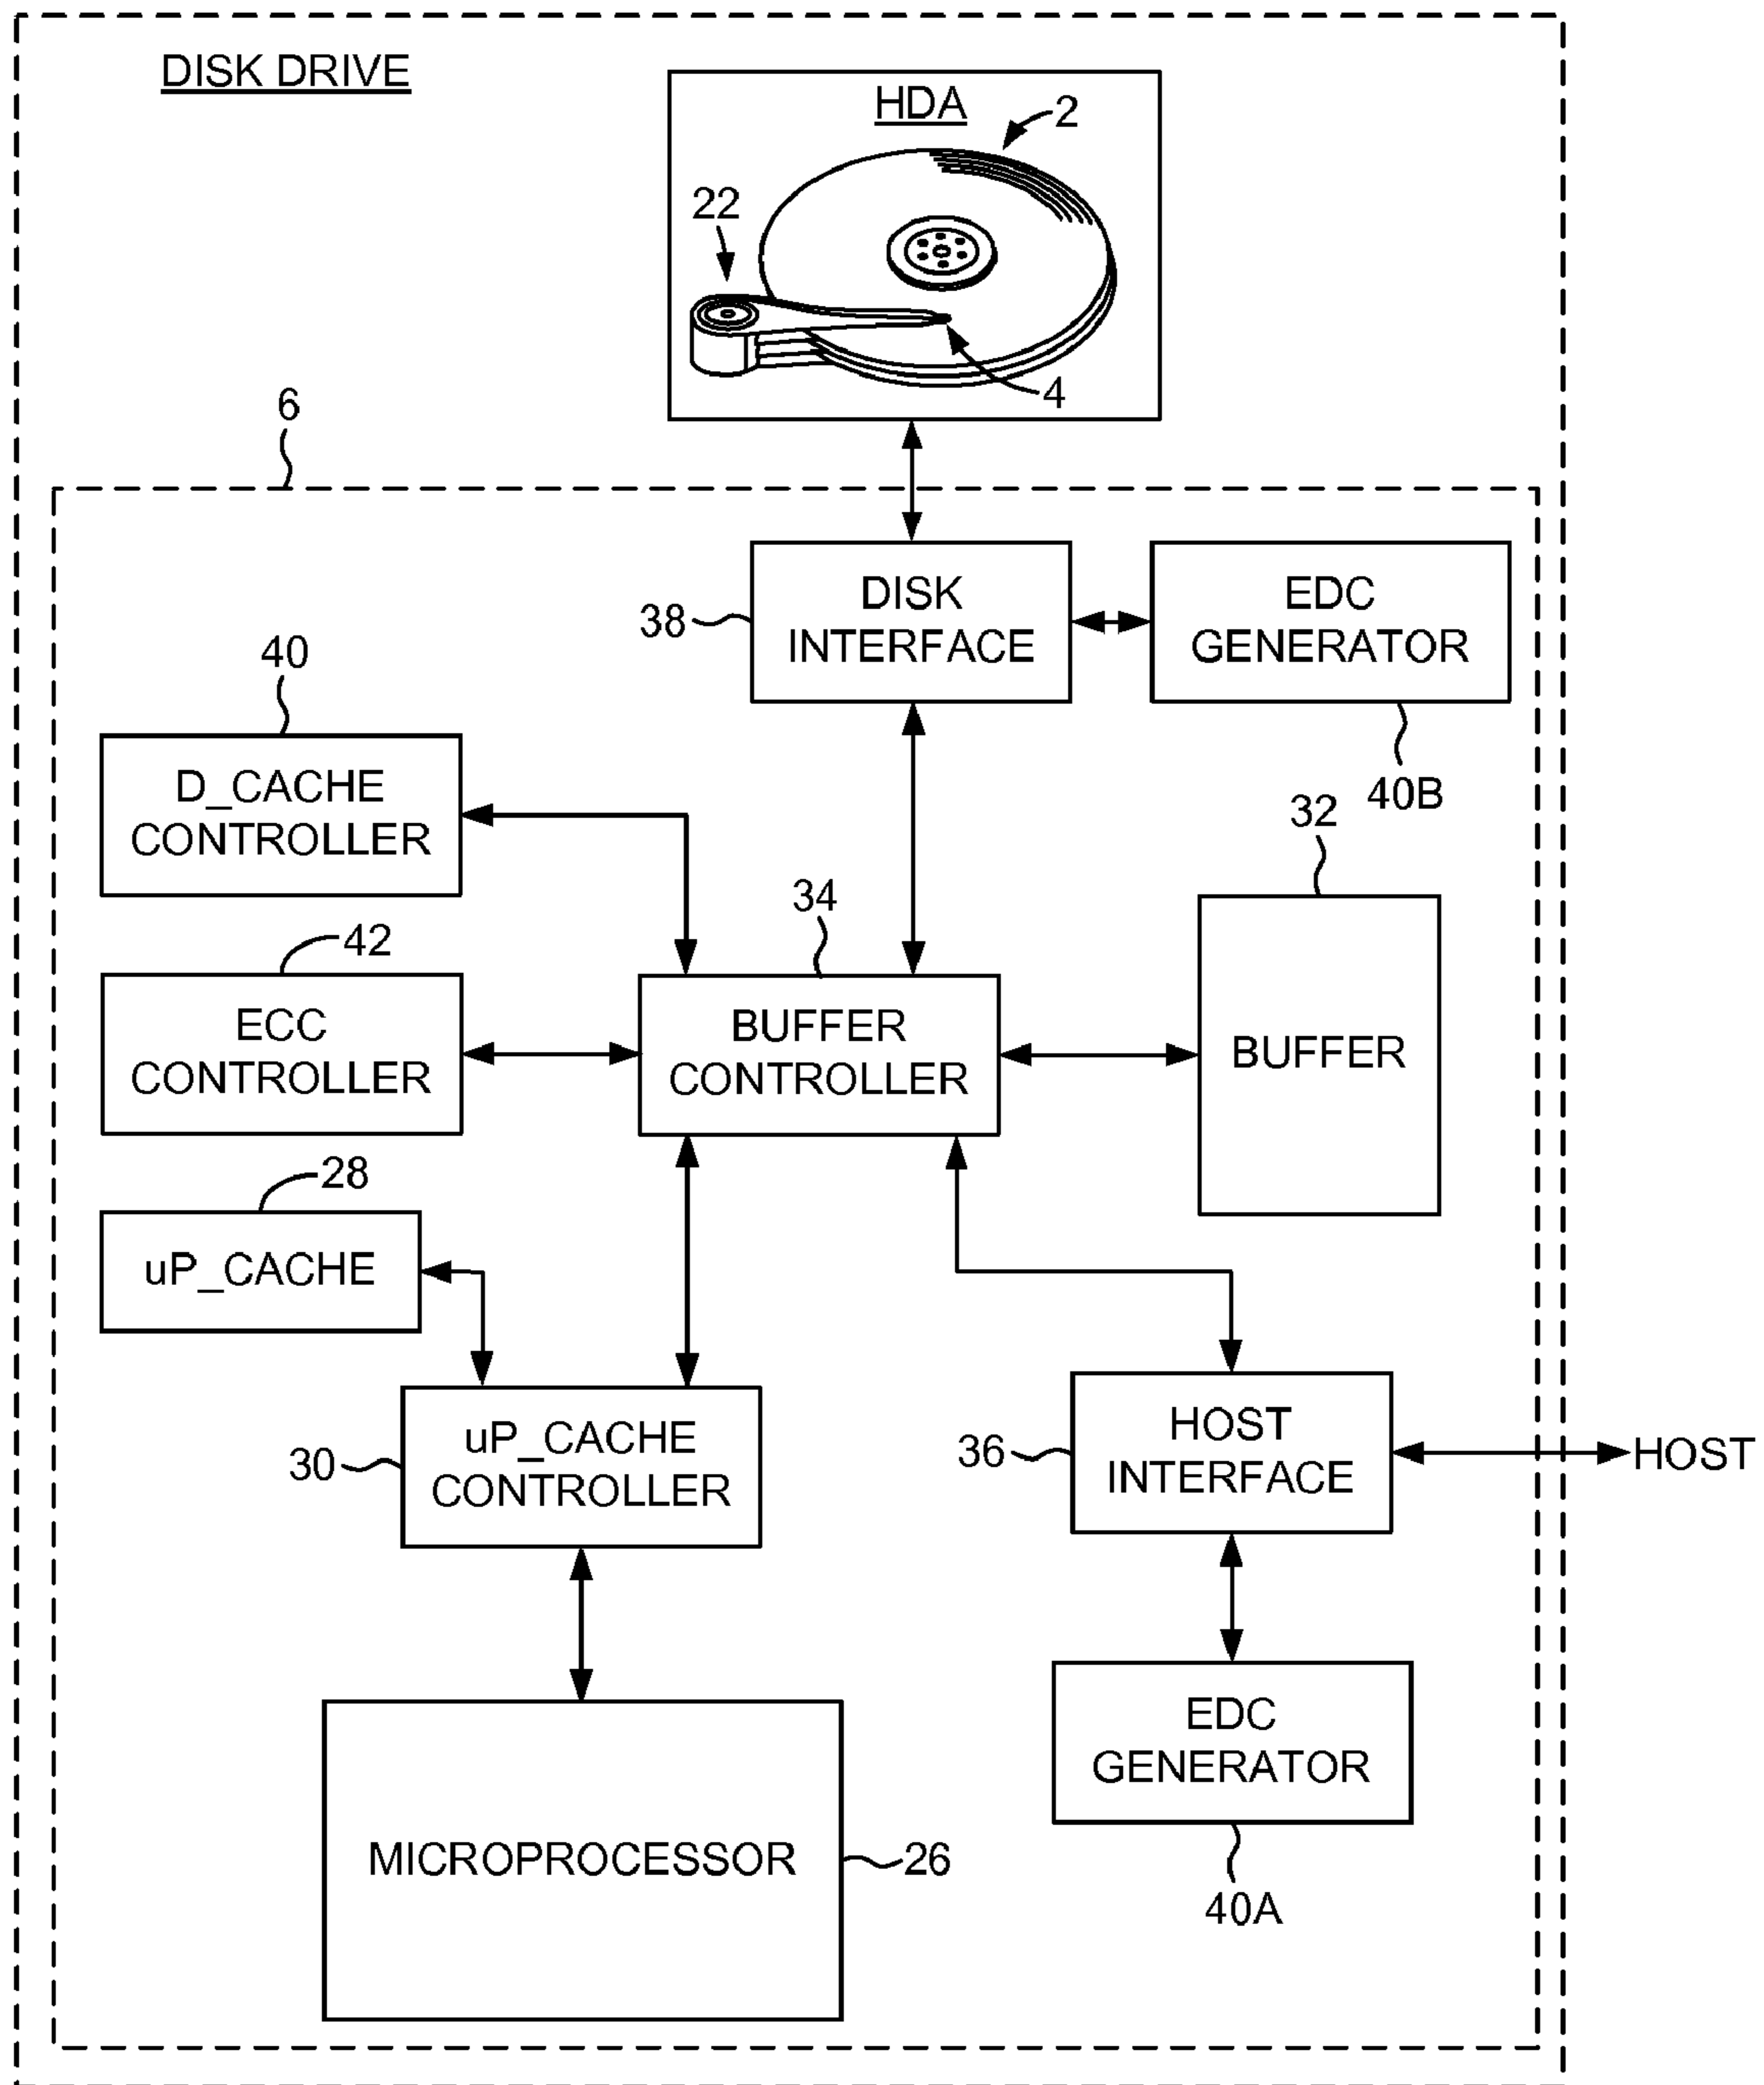 DISK DRIVE
HDA
2
22
4
6
DISK
INTERFACE
38
EDC
GENERATOR
40B
40
D_CACHE
CONTROLLER
32
34
42
ECC
CONTROLLER
BUFFER
CONTROLLER
BUFFER
28
uP_CACHE
30
uP_CACHE
CONTROLLER
36
HOST
INTERFACE
HOST
EDC
GENERATOR
40A
MICROPROCESSOR
26